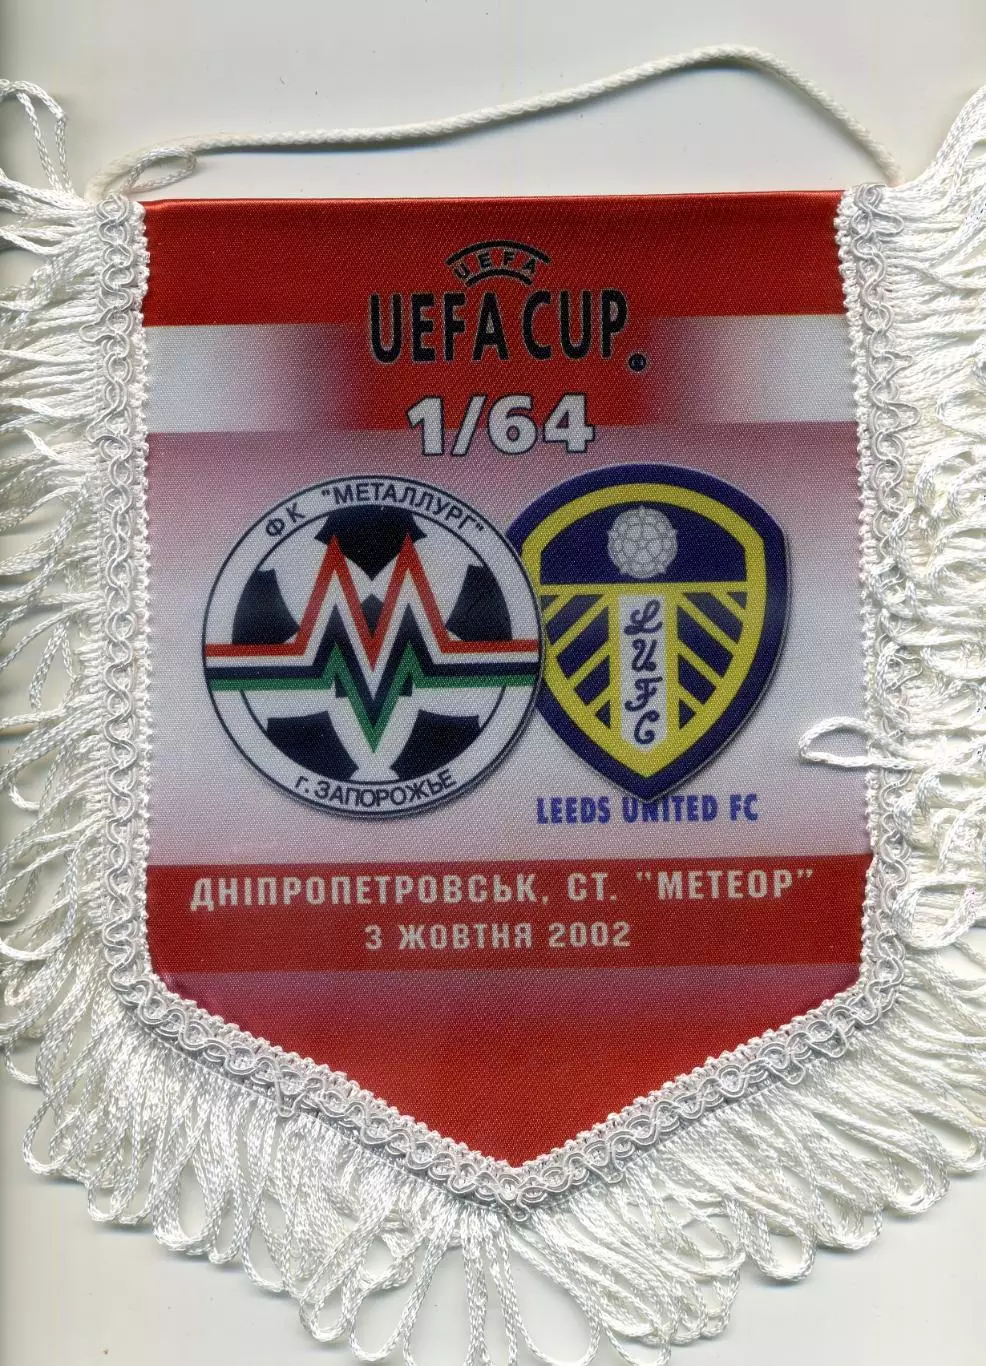 UEFA
UEFA CUP®
1/64
ФК "МЕТАЛЛУРГ"
г. ЗАПОРОЖЬЕ
LUFC
LEEDS UNITED FC
ДНІПРОПЕТРОВСЬК, СТ. "МЕТЕОР"
3 ЖОВТНЯ 2002